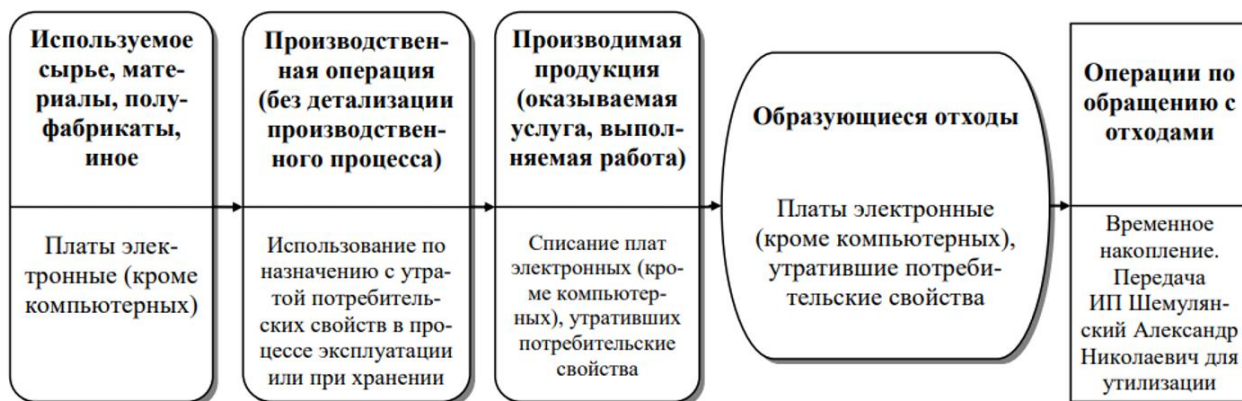 Используемое
сырье, мате-
риалы, полу-
фабрикаты,
иное
Платы элек-
тронные (кроме
компьютерных)
Производствен-
ная операция
(без детализации
производствен-
ного процесса)
Использование по
назначению с утра-
той потребитель-
ских свойств в про-
цессе эксплуатации
или при хранении
Производимая
продукция
(оказываемая
услуга, выпол-
няемая работа)
Списание плат
электронных (кро-
ме компьютер-
ных), утративших
потребительские
свойства
Образующиеся отходы
Платы электронные
(кроме компьютерных),
утратившие потреби-
тельские свойства
Операции по
обращению с
отходами
Временное
накопление.
Передача
ИП Шемулян-
ский Александр
Николаевич для
утилизации